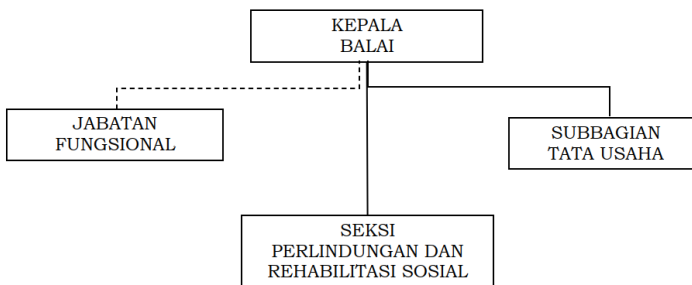 KEPALA
BALAI
JABATAN
FUNGSIONAL
SUBBAGIAN
TATA USAHA
SEKSI
PERLINDUNGAN DAN
REHABILITASI SOSIAL